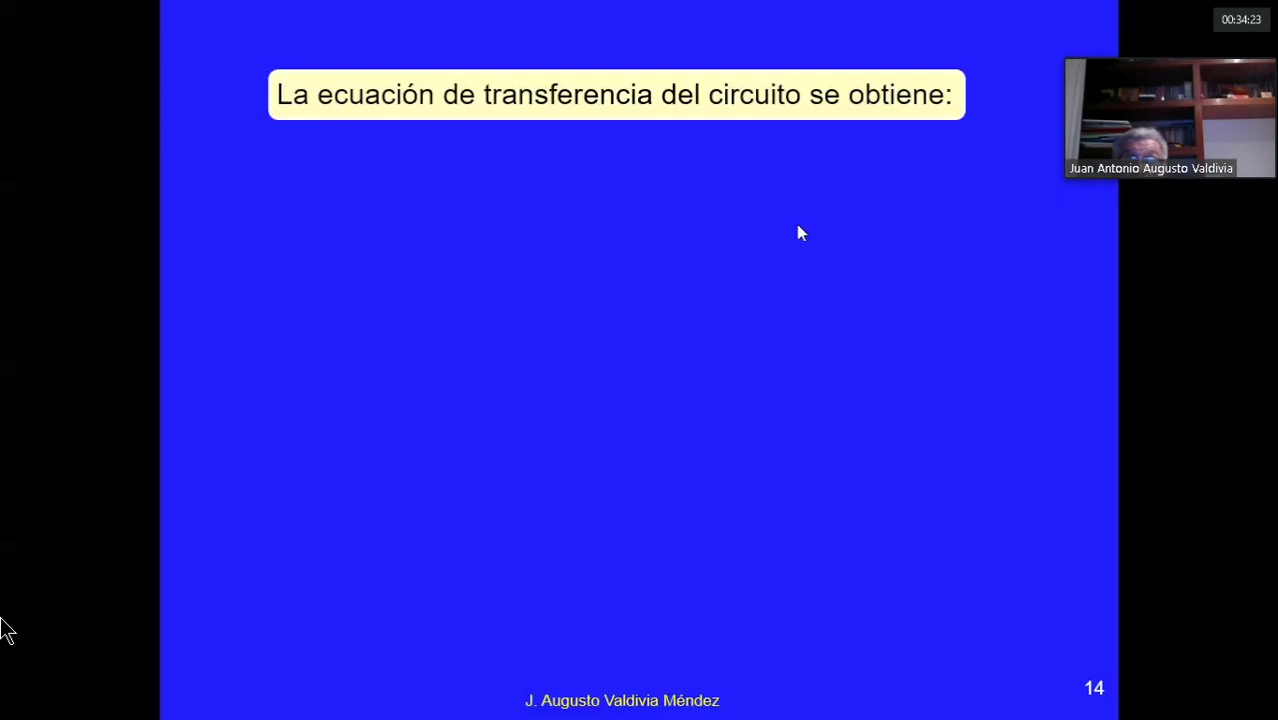 00:34:23
La ecuación de transferencia del circuito se obtiene:
Juan Antonio Augusto Valdivia
14
J. Augusto Valdivia Méndez